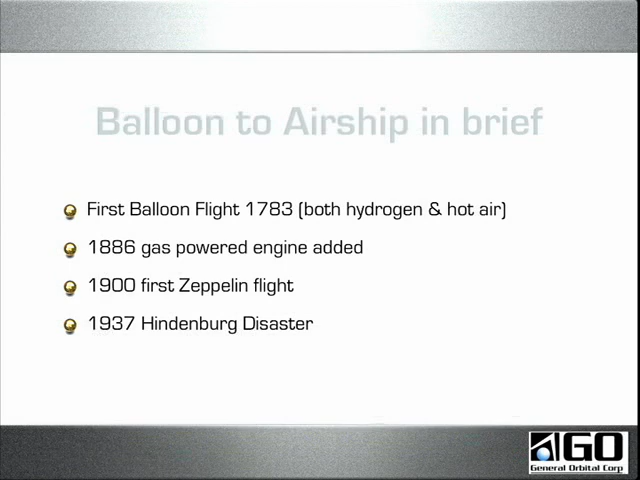 Balloon to Airship in brief
First Balloon Flight 1783 (both hydrogen & hot air)
1886 gas powered engine added
1900 first Zeppelin flight
1937 Hindenburg Disaster
GO
General Orbital Corp